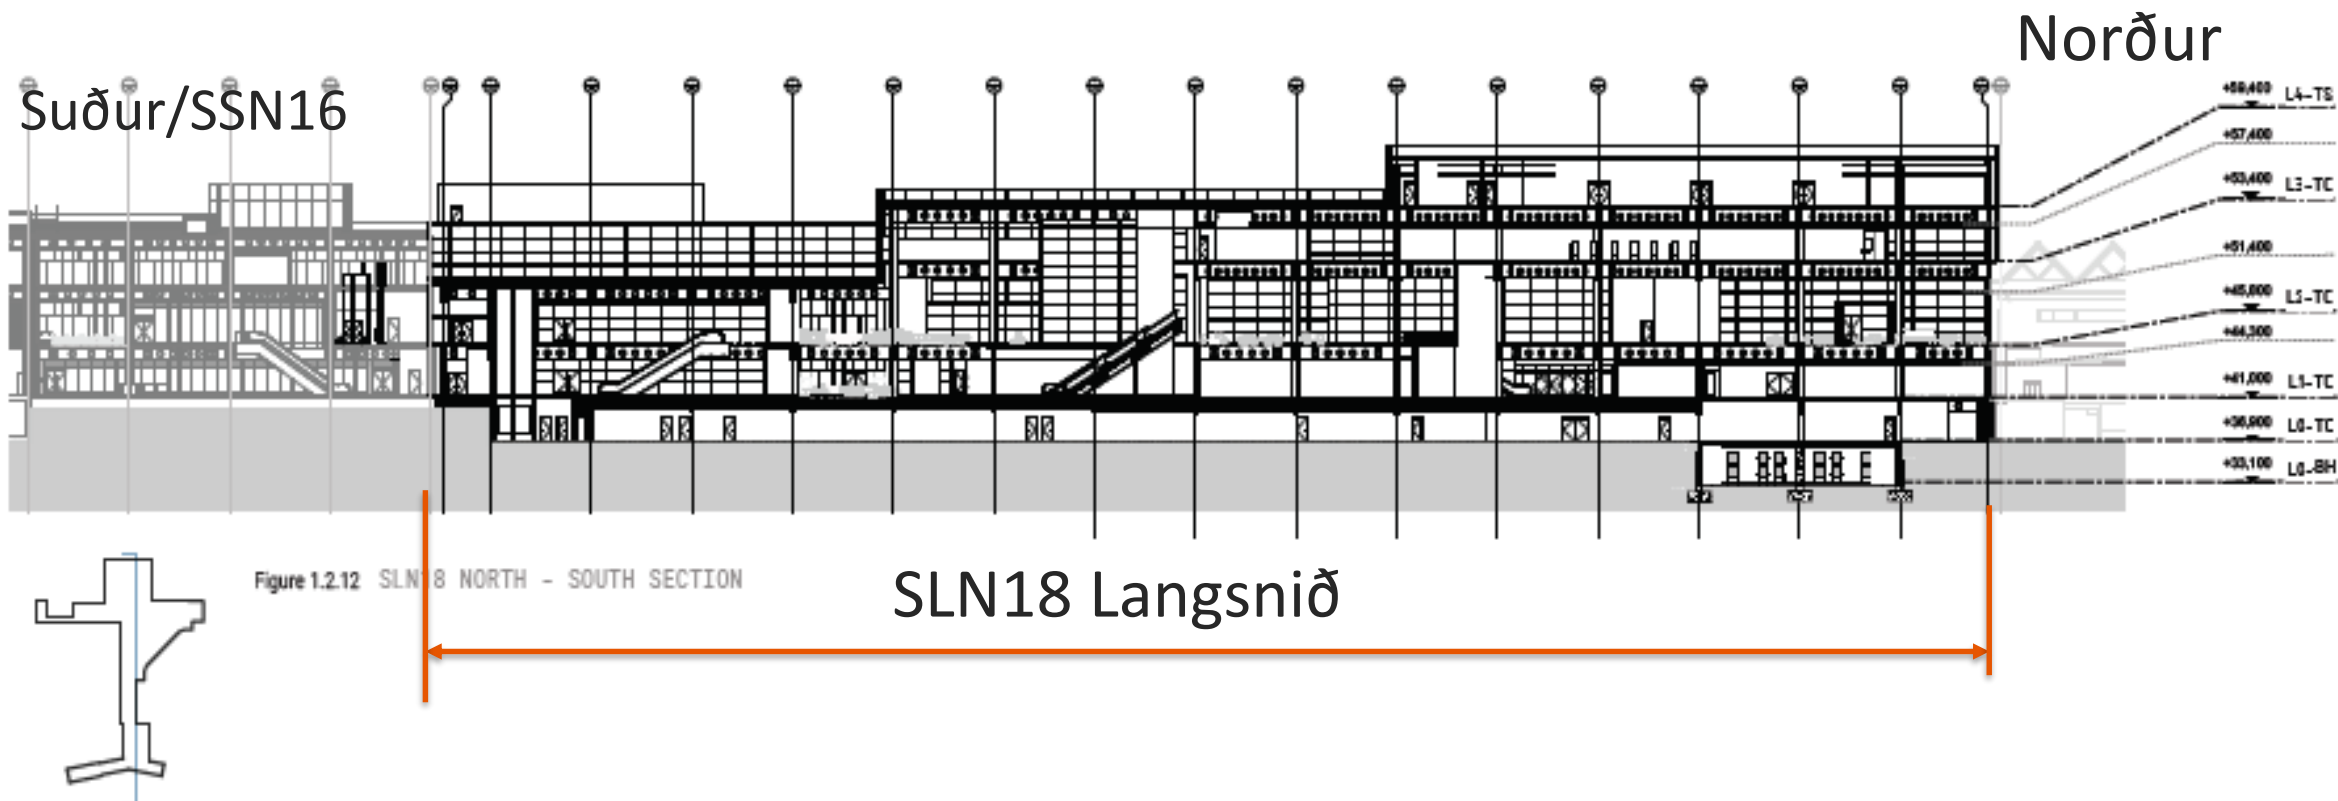 Norður
Suður/SSN16
+59,400 L4-TS
+57,400
+53,400 L3-TC
+51,400
+45,000 L2-TC
+44,300
+41,000 L1-TC
+36,900 L0-TC
+33,100 L0-BH
Figure 1.2.12 SLN18 NORTH - SOUTH SECTION
SLN18 Langsnið